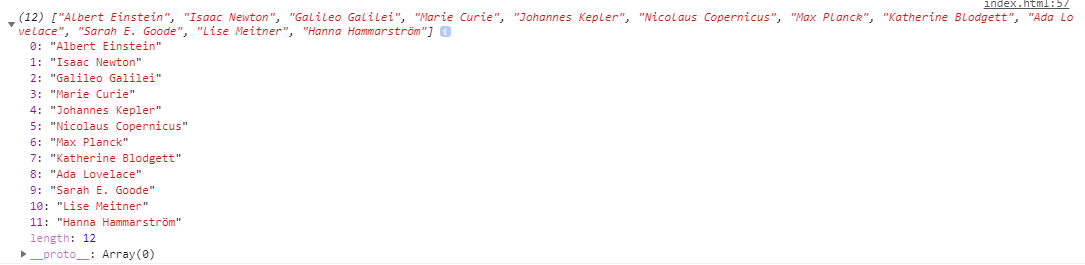 index.html:57
(12) ["Albert Einstein", "Isaac Newton", "Galileo Galilei", "Marie Curie", "Johannes Kepler", "Nicolaus Copernicus", "Max Planck", "Katherine Blodgett", "Ada Lo
velace", "Sarah E. Goode", "Lise Meitner", "Hanna Hammarström"] i
0: "Albert Einstein"
1: "Isaac Newton"
2: "Galileo Galilei"
3: "Marie Curie"
4: "Johannes Kepler"
5: "Nicolaus Copernicus"
6: "Max Planck"
7: "Katherine Blodgett"
8: "Ada Lovelace"
9: "Sarah E. Goode"
10: "Lise Meitner"
11: "Hanna Hammarström"
length: 12
__proto__: Array(0)